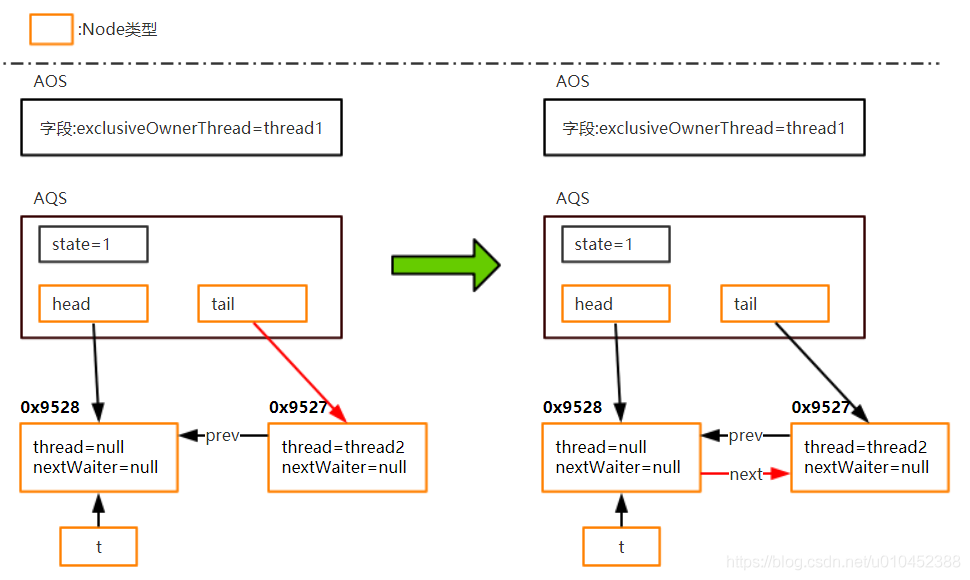 :Node类型
AOS
字段:exclusiveOwnerThread=thread1
AQS
state=1
head
tail
0x9528
0x9527
thread=null
nextWaiter=null
prev
thread=thread2
nextWaiter=null
t
AOS
字段:exclusiveOwnerThread=thread1
AQS
state=1
head
tail
0x9528
0x9527
thread=null
nextWaiter=null
prev
next
thread=thread2
nextWaiter=null
t
https://blog.csdn.net/u010452388